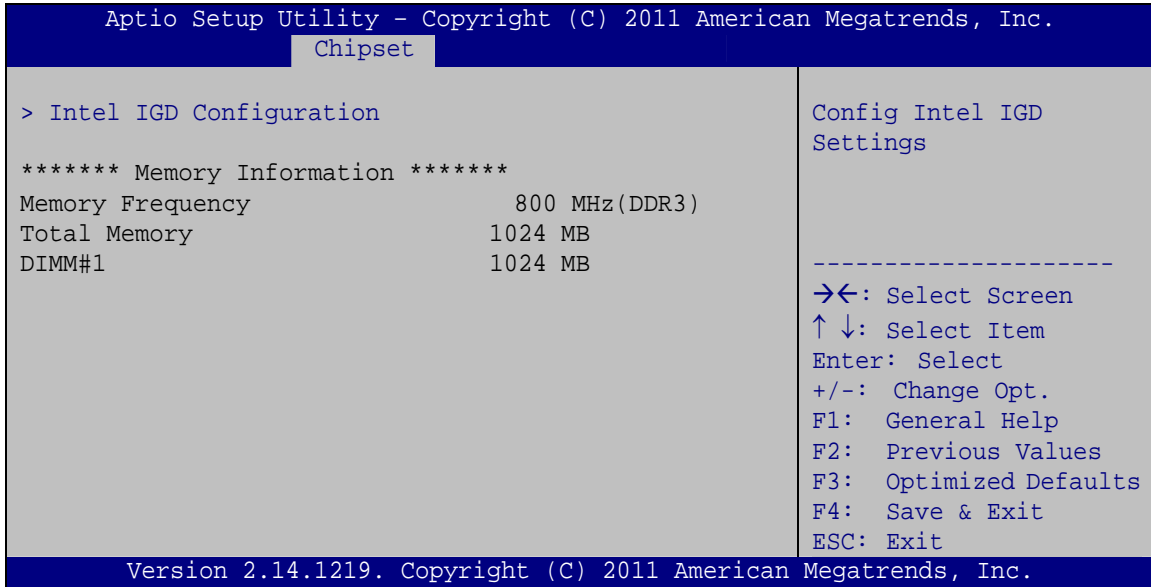 Aptio Setup Utility – Copyright (C) 2011 American Megatrends, Inc.
Chipset
> Intel IGD Configuration
******* Memory Information *******
Memory Frequency 800 MHz(DDR3)
Total Memory 1024 MB
DIMM#1 1024 MB
Config Intel IGD
Settings
---------------------
→←: Select Screen
↑ ↓: Select Item
Enter: Select
+/-: Change Opt.
F1: General Help
F2: Previous Values
F3: Optimized Defaults
F4: Save & Exit
ESC: Exit
Version 2.14.1219. Copyright (C) 2011 American Megatrends, Inc.